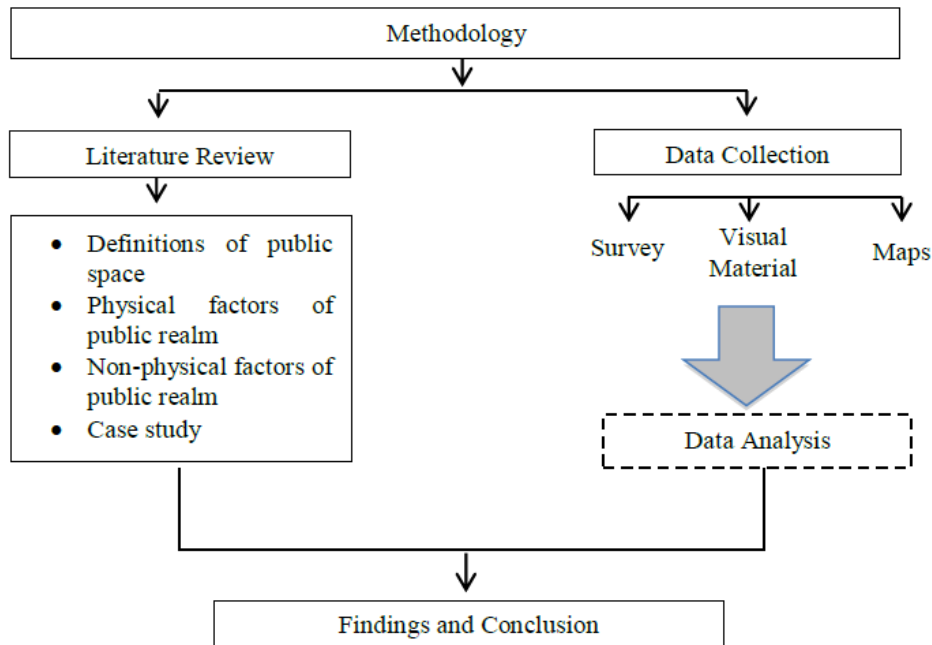 Methodology
Literature Review
Data Collection
• Definitions of public
space
• Physical factors of
public realm
• Non-physical factors of
public realm
• Case study
Survey
Visual
Material
Maps
Data Analysis
Findings and Conclusion